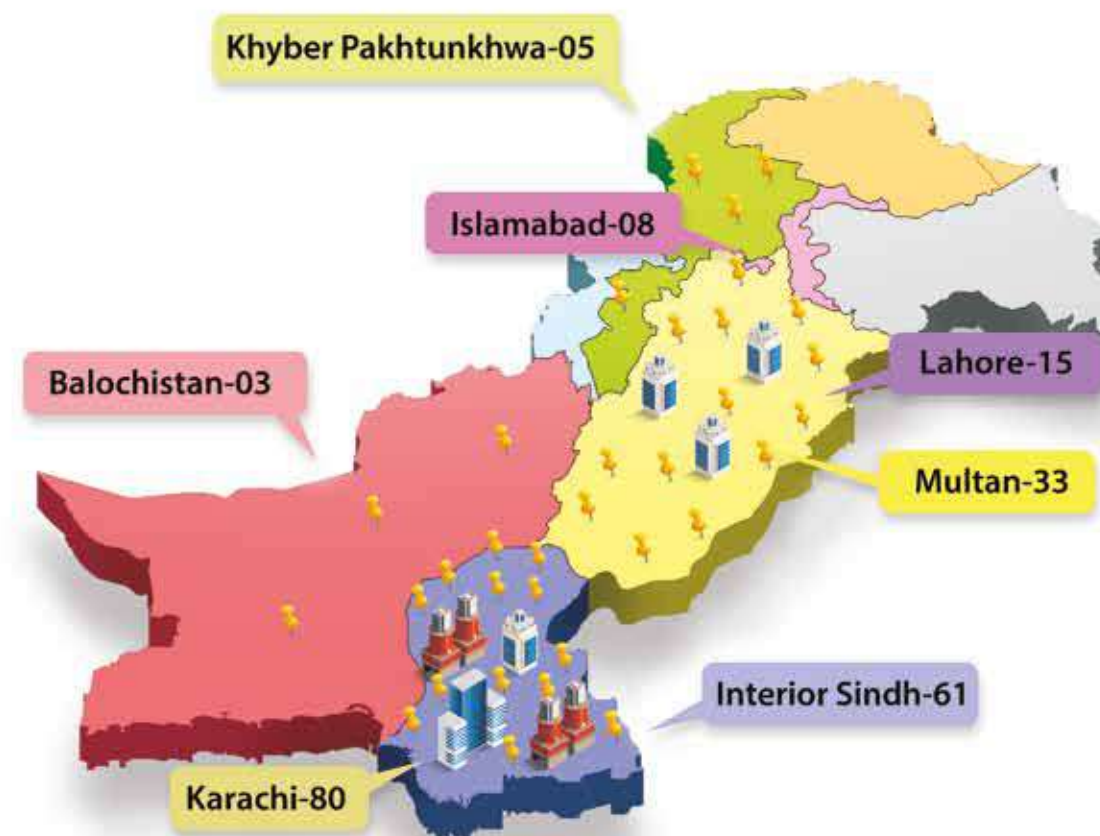 Khyber Pakhtunkhwa-05
Islamabad-08
Lahore-15
Balochistan-03
Multan-33
Interior Sindh-61
Karachi-80